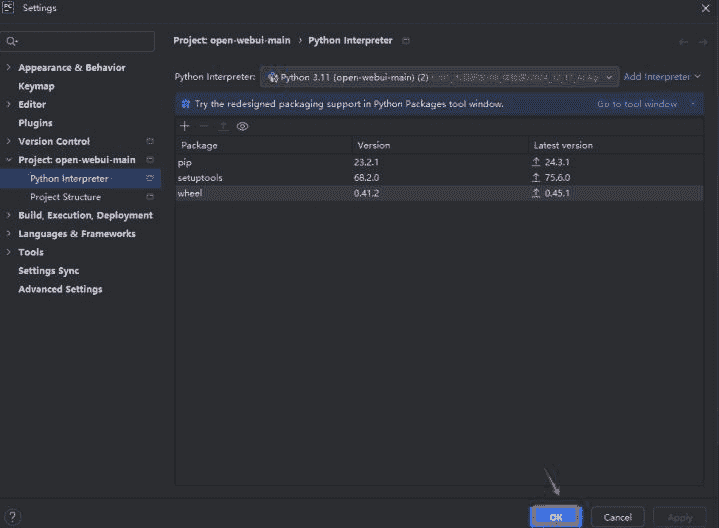 PC Settings
Project: open-webui-main › Python Interpreter
Appearance & Behavior
Keymap
Editor
Plugins
Version Control
Project: open-webui-main
Python Interpreter
Project Structure
Build, Execution, Deployment
Languages & Frameworks
Tools
Settings Sync
Advanced Settings
Python Interpreter: Python 3.11 (open-webui-main) (2) Add Interpreter
Try the redesigned packaging support in Python Packages tool window. Go to tool window
Package Version Latest version
pip 23.2.1 24.3.1
setuptools 68.2.0 75.6.0
wheel 0.41.2 0.45.1
? OK Cancel Apply